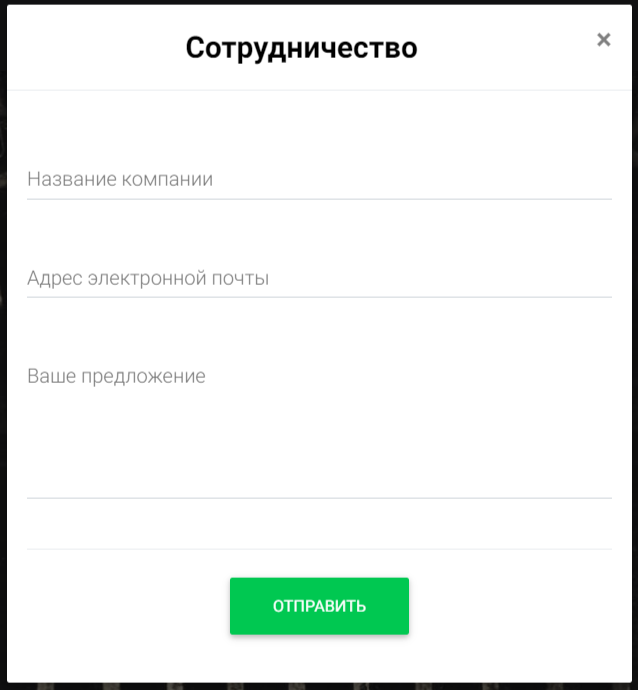 Сотрудничество
×
Название компании
Адрес электронной почты
Ваше предложение
ОТПРАВИТЬ